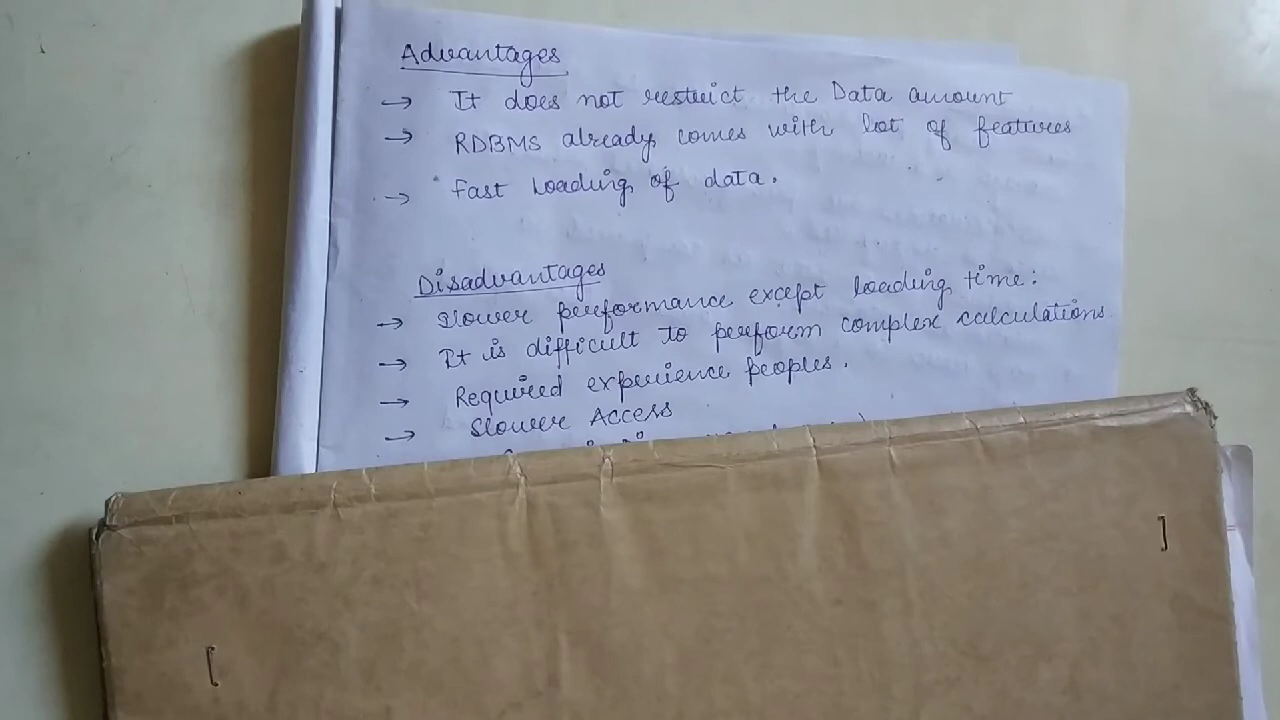 Advantages
→ It does not restrict the Data amount
→ RDBMS already comes with lot of features
→ Fast loading of data.
Disadvantages
→ Slower performance except loading time:
→ It is difficult to perform complex calculations
→ Required experience peoples.
→ Slower Access